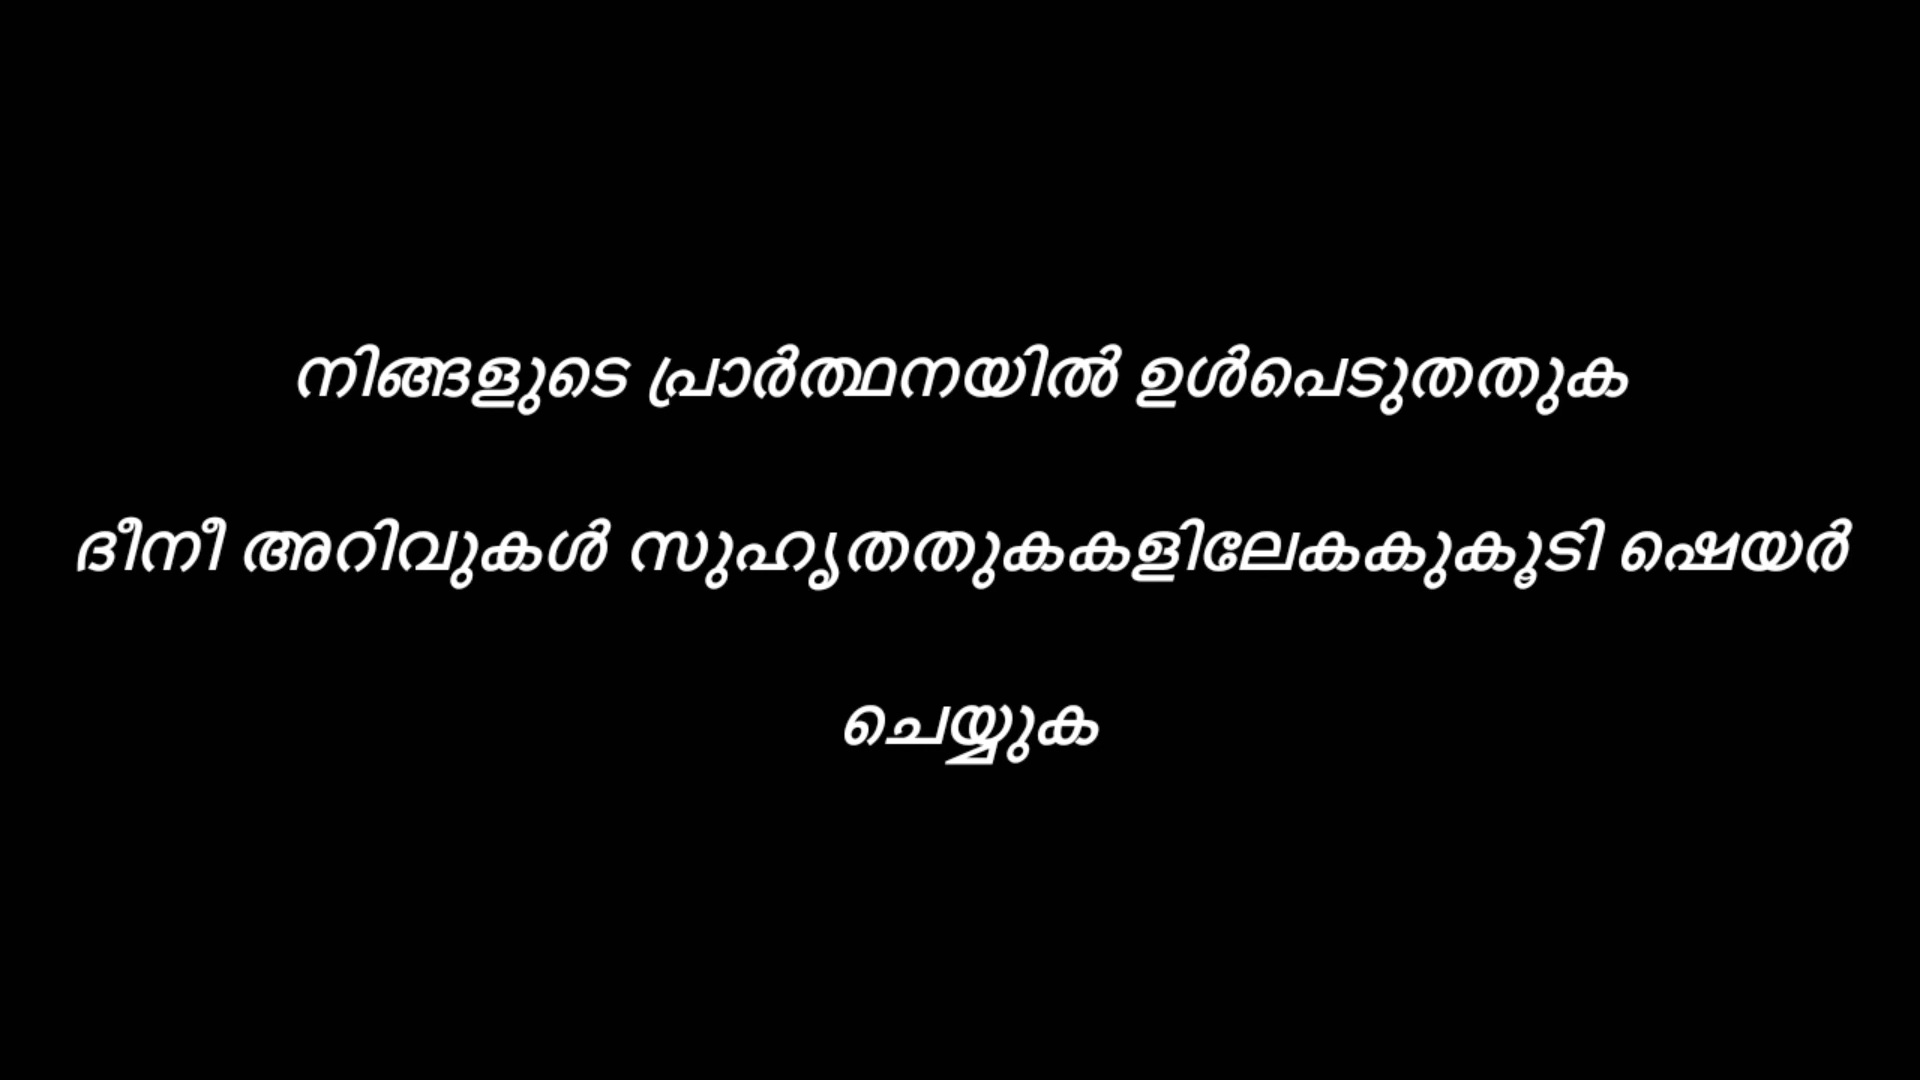 നിങ്ങളുടെ പ്രാർത്ഥനയിൽ ഉൾപെടുതതുക
ദീനീ അറിവുകൾ സുഹൃതതുകകളിലേകകുകൂടി ഷെയർ
ചെയ്യുക